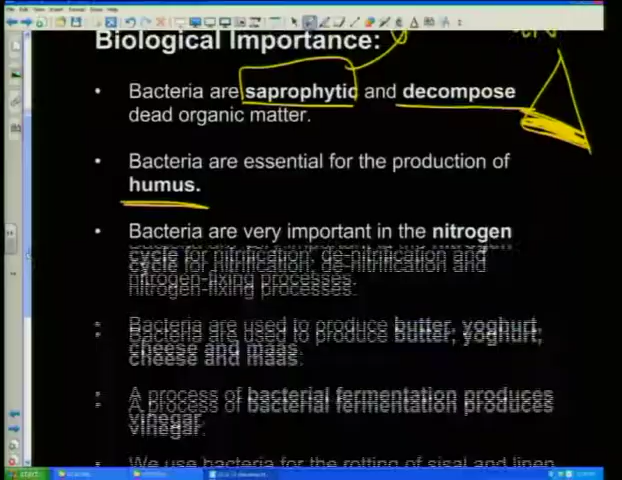 Biological Importance:
• Bacteria are saprophytic and decompose
dead organic matter.
• Bacteria are essential for the production of
humus.
• Bacteria are very important in the nitrogen
cycle for nitrification; de-nitrification and
nitrogen-fixing processes.
• Bacteria are used to produce butter, yoghurt,
cheese and maas.
• A process of bacterial fermentation produces
vinegar.
We use bacteria for the rotting of sisal and linen
start